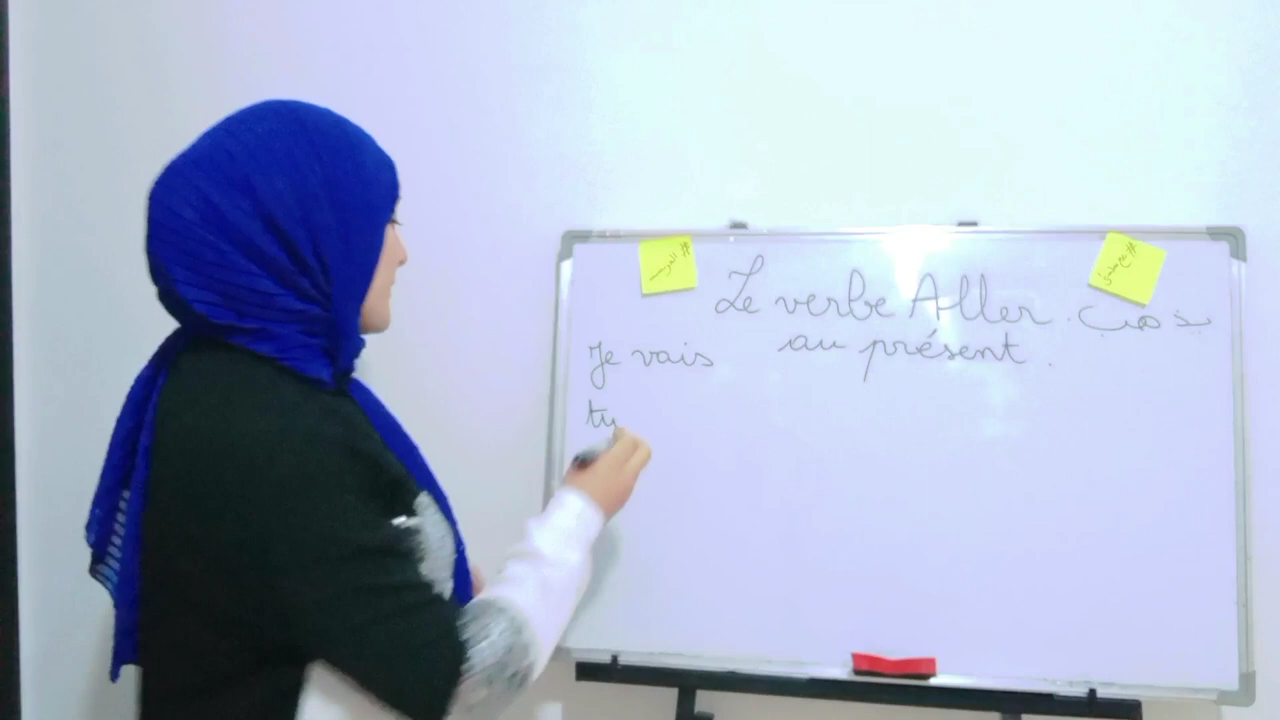 Le verbe Aller. يذهب
au présent.
Je vais
tu